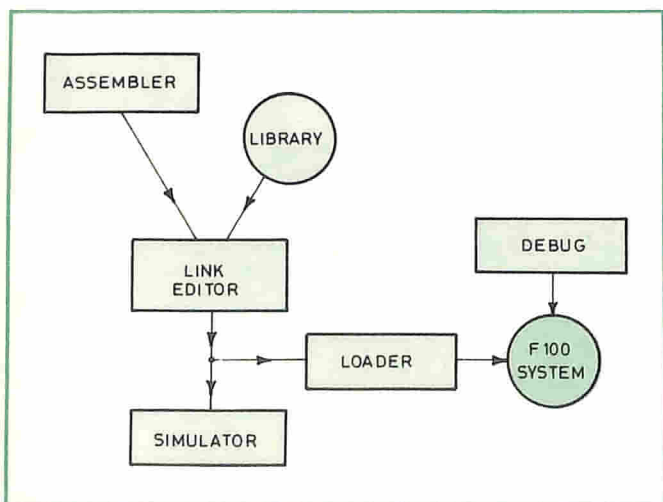 ASSEMBLER
LIBRARY
LINK
EDITOR
DEBUG
LOADER
F100
SYSTEM
SIMULATOR